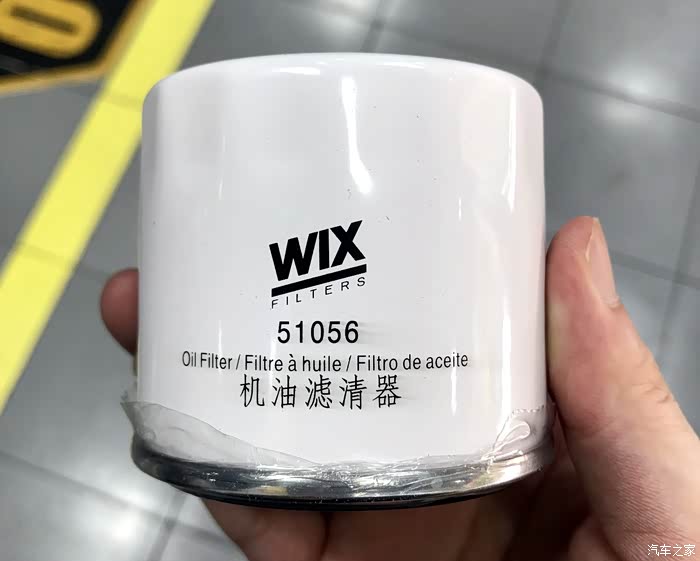 WIX
FILTERS
51056
Oil Filter / Filtre à huile / Filtro de aceite
机油滤清器
汽车之家